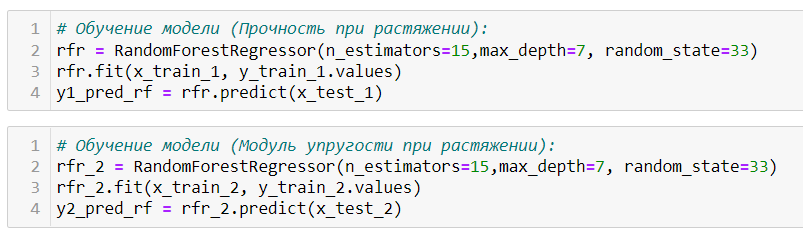 1 # Обучение модели (Прочность при растяжении):
2 rfr = RandomForestRegressor(n_estimators=15,max_depth=7, random_state=33)
3 rfr.fit(x_train_1, y_train_1.values)
4 y1_pred_rf = rfr.predict(x_test_1)
1 # Обучение модели (Модуль упругости при растяжении):
2 rfr_2 = RandomForestRegressor(n_estimators=15,max_depth=7, random_state=33)
3 rfr_2.fit(x_train_2, y_train_2.values)
4 y2_pred_rf = rfr_2.predict(x_test_2)